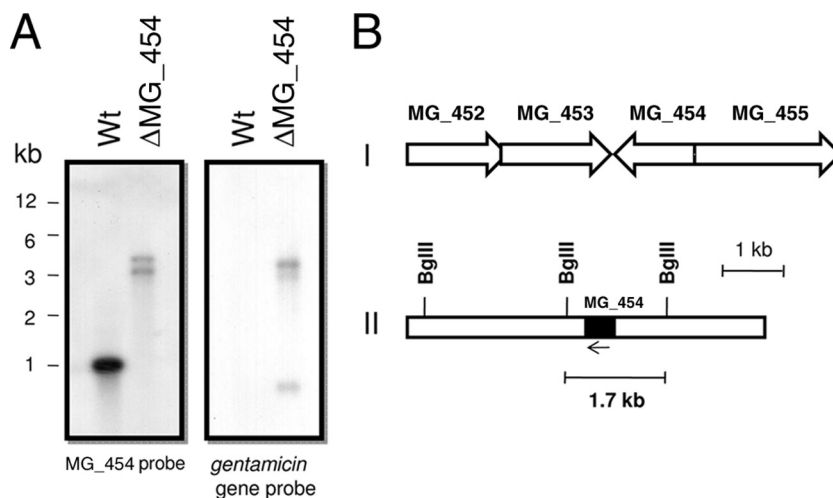 A
B
Wt
ΔMG_454
Wt
ΔMG_454
kb
12
6
3
2
1
MG_454 probe
gentamicin
gene probe
MG_452 MG_453 MG_454 MG_455
I
1 kb
BglII
BglII
BglII
MG_454
II
1.7 kb